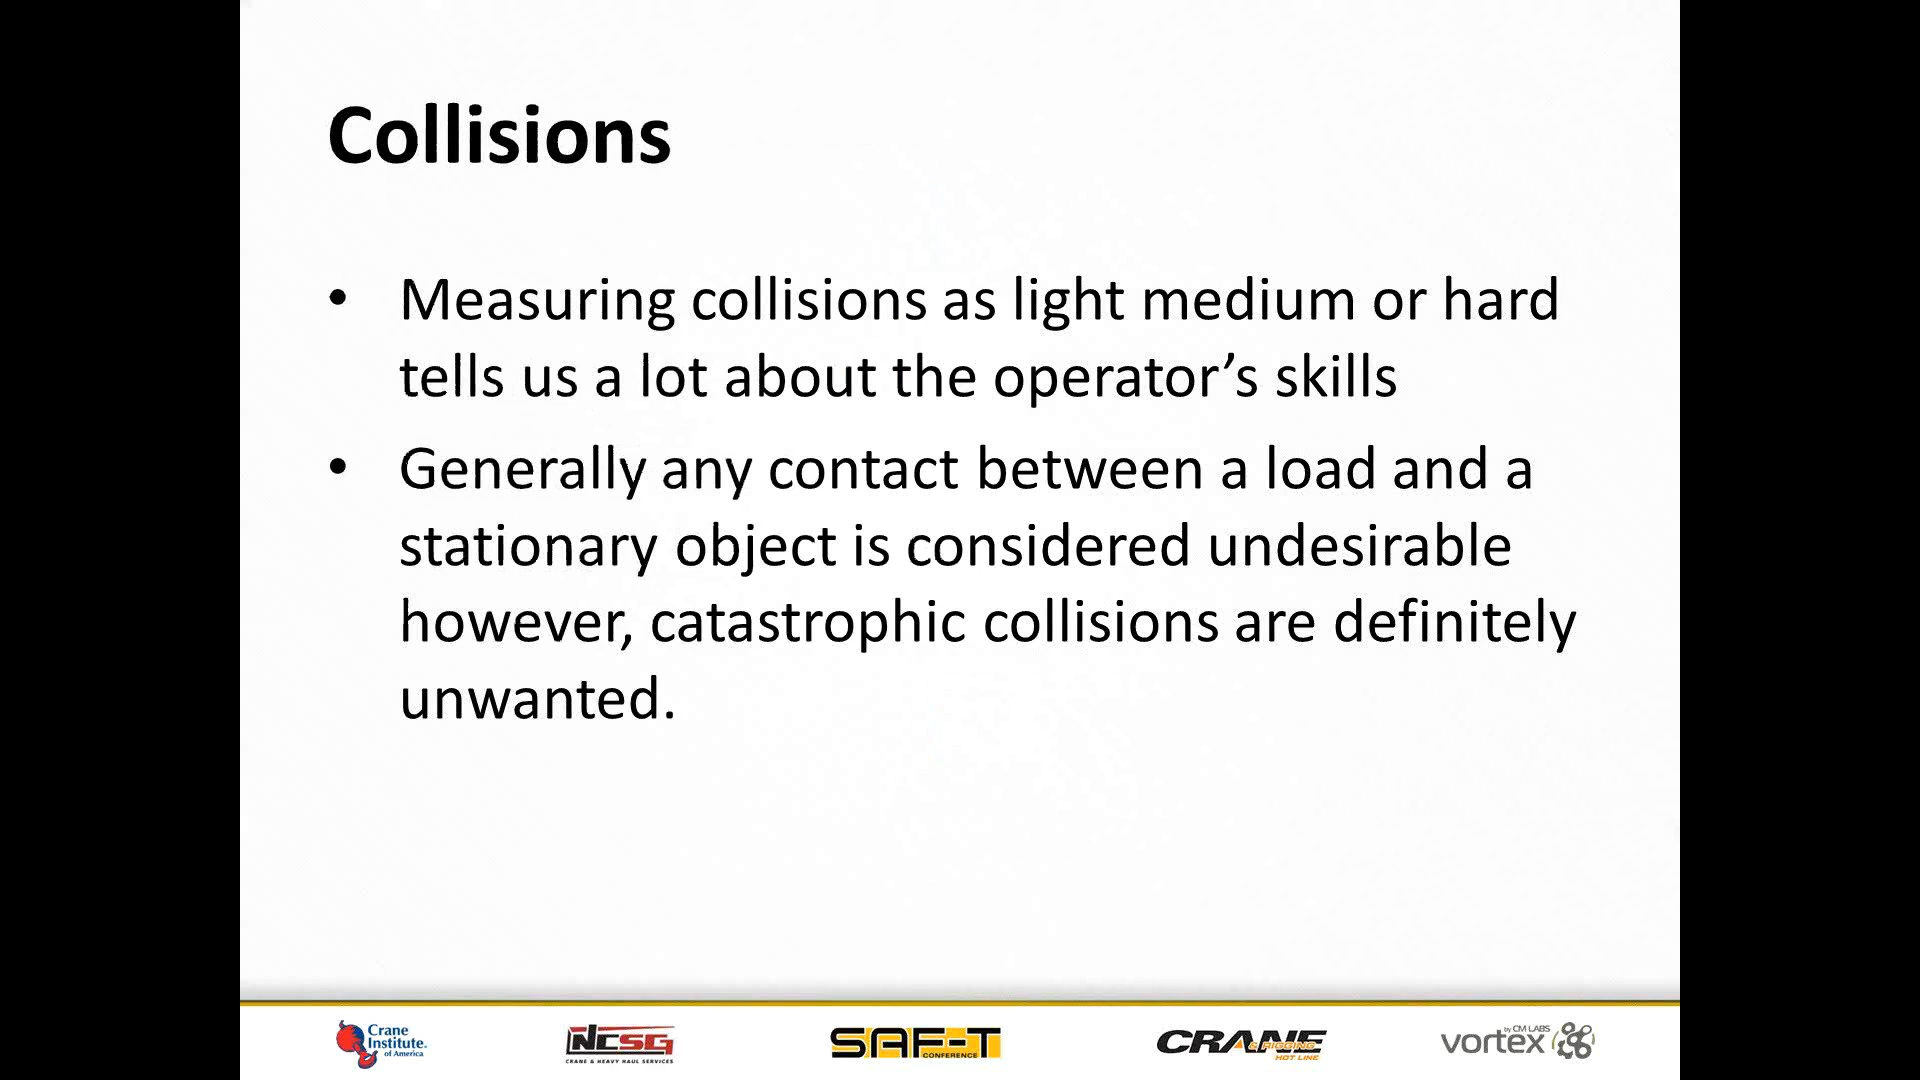 Collisions
• Measuring collisions as light medium or hard
tells us a lot about the operator’s skills
• Generally any contact between a load and a
stationary object is considered undesirable
however, catastrophic collisions are definitely
unwanted.
Crane
Institute.
of America
NCSG
CRANE & HEAVY HAUL SERVICES
SAF-T
CONFERENCE
CRANE
& RIGGING
HOT LINE
by CM LABS
vortex